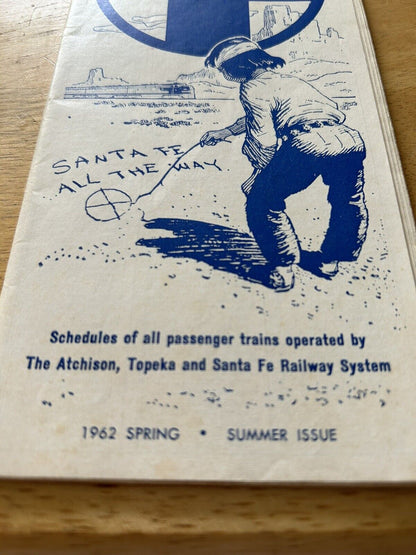 SANTA FE
ALL THE WAY
Schedules of all passenger trains operated by
The Atchison, Topeka and Santa Fe Railway System
1962 SPRING • SUMMER ISSUE